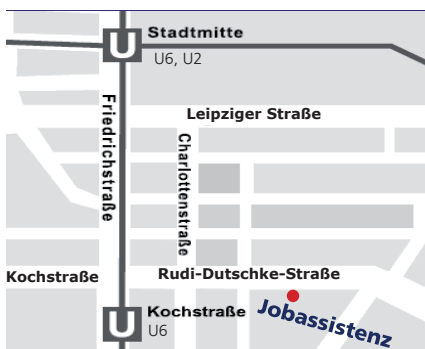 U Stadtmitte
U6, U2
Leipziger Straße
Friedrichstraße
Charlottenstraße
Kochstraße
Rudi-Dutschke-Straße
U Kochstraße
U6
Jobassistenz